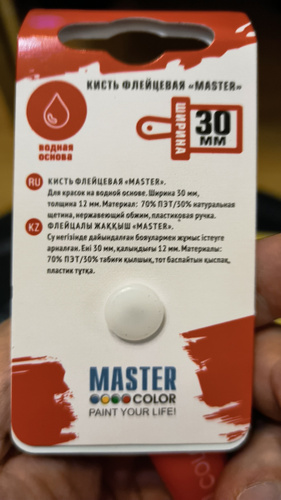 КИСТЬ ФЛЕЙЦЕВАЯ «MASTER»
водная
основа
ШИРИНА
30
ММ
RU КИСТЬ ФЛЕЙЦЕВАЯ «MASTER».
Для красок на водной основе. Ширина 30 мм,
толщина 12 мм. Материал: 70% ПЭТ/30% натуральная
щетина, нержавеющий обжим, пластиковая ручка.
KZ ФЛЕЙЦАЛЫ ЖАҚҚЫШ «MASTER».
Су негізінде дайындалған бояулармен жұмыс істеуге
арналған. Ені 30 мм, қалыңдығы 12 мм. Материалы:
70% ПЭТ/30% табиғи қылшық, тот баспайтын қыспақ,
пластик тұтқа.
MASTER
COLOR
PAINT YOUR LIFE!